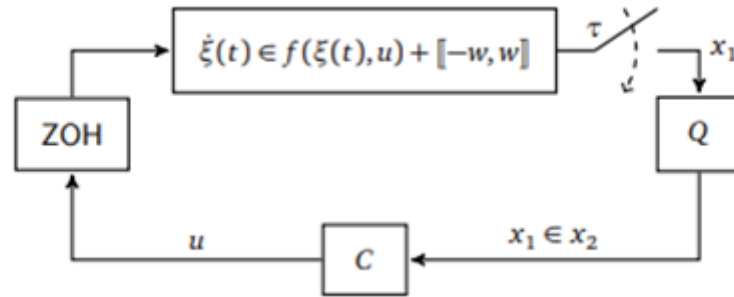 ξ̇(t) ∈ f(ξ(t), u) + ⟦−w, w⟧
τ
x₁
ZOH
Q
u
C
x₁ ∈ x₂